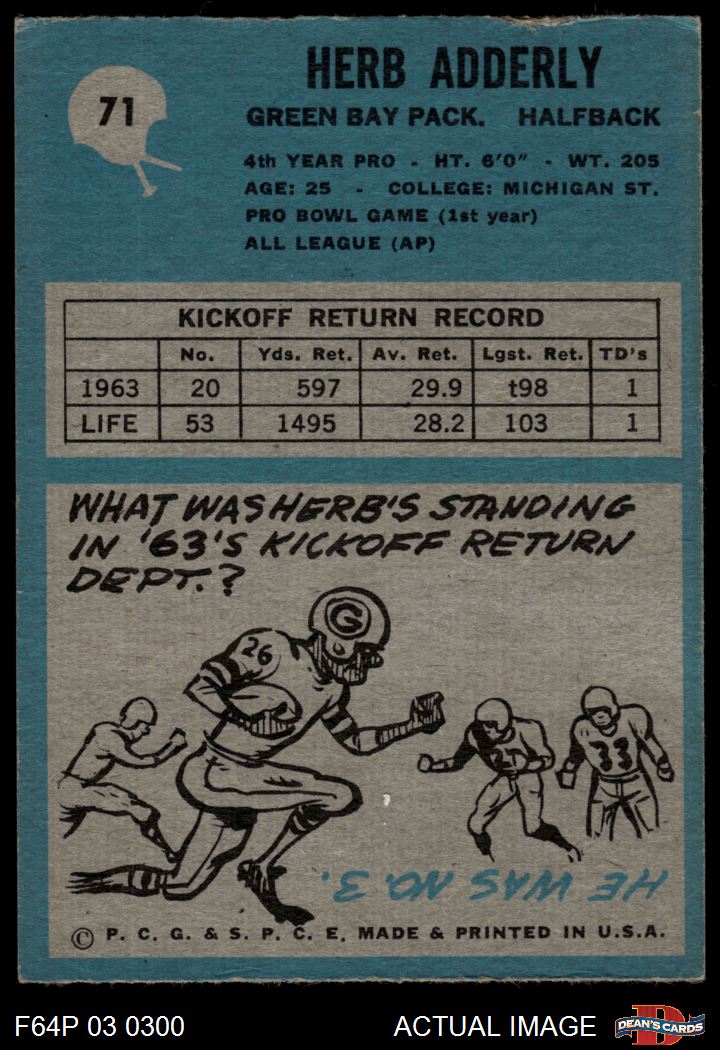 HERB ADDERLY
71
GREEN BAY PACK. HALFBACK
4th YEAR PRO - HT. 6'0" - WT. 205
AGE: 25 - COLLEGE: MICHIGAN ST.
PRO BOWL GAME (1st year)
ALL LEAGUE (AP)
KICKOFF RETURN RECORD
No. Yds. Ret. Av. Ret. Lgst. Ret. TD's
1963 20 597 29.9 t98 1
LIFE 53 1495 28.2 103 1
WHAT WAS HERB'S STANDING
IN '63'S KICKOFF RETURN
DEPT.?
G
26
33
HE WAS NO. 3.
© P. C. G. & S. P. C. E. MADE & PRINTED IN U.S.A.
F64P 03 0300 ACTUAL IMAGE D DEAN'S CARDS